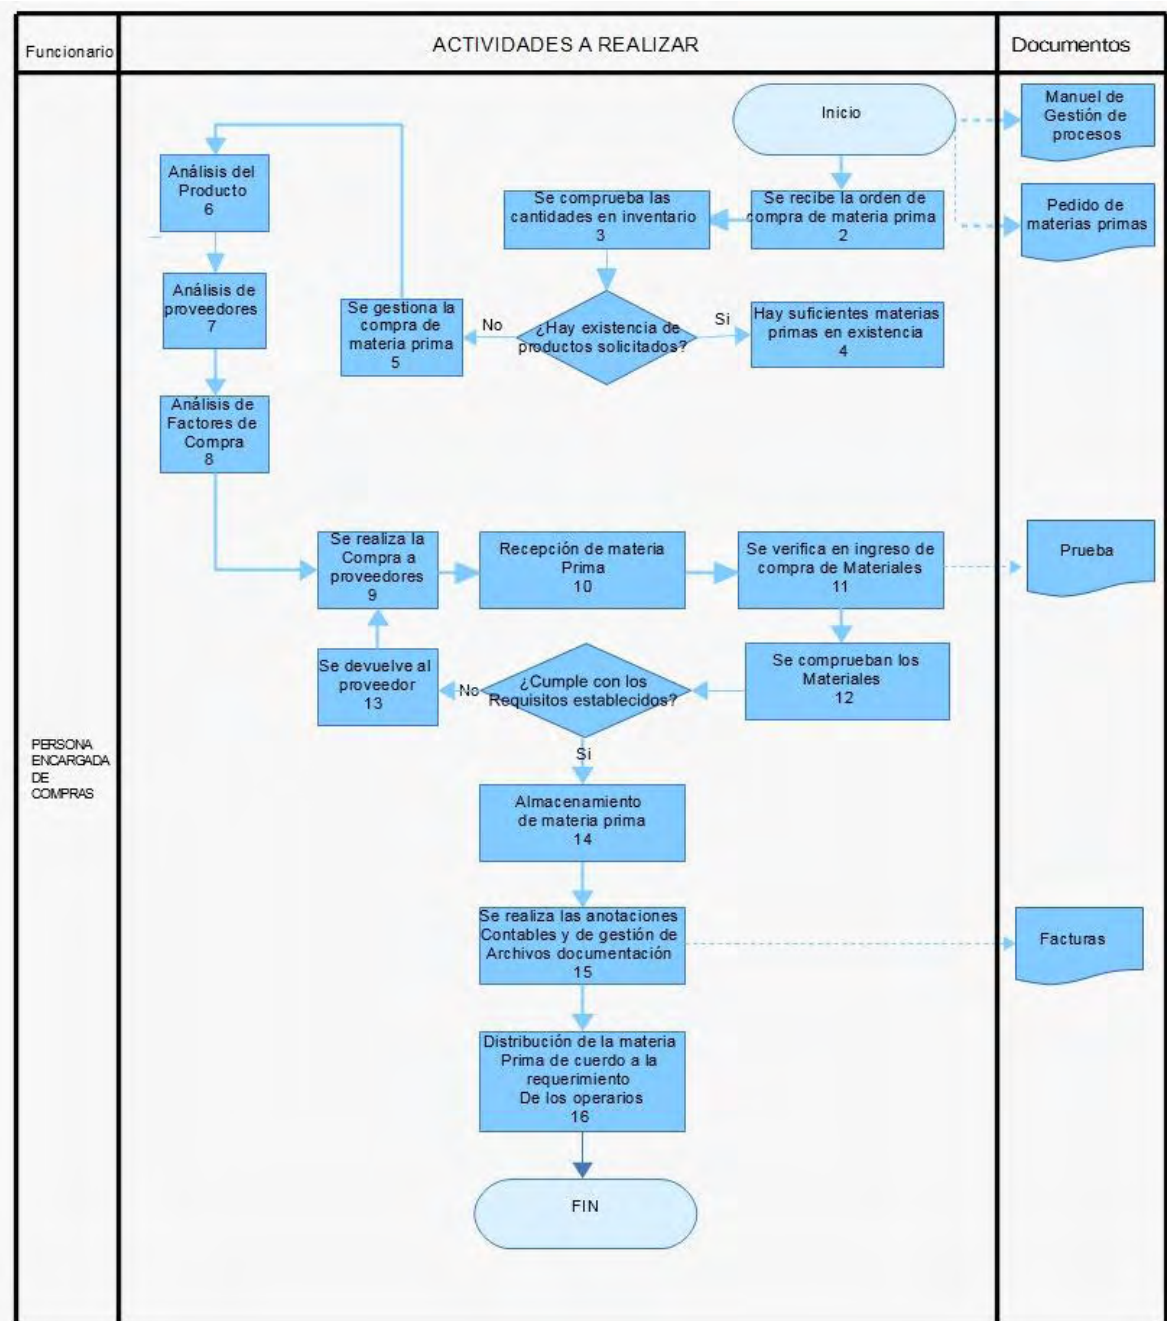 Funcionario
ACTIVIDADES A REALIZAR
Documentos
Inicio
Manuel de
Gestión de
procesos
Pedido de
materias primas
Se recibe la orden de
compra de materia prima
2
Se comprueba las
cantidades en inventario
3
¿Hay existencia de
productos solicitados?
Si
Hay suficientes materias
primas en existencia
4
No
Se gestiona la
compra de
materia prima
5
Análisis del
Producto
6
Análisis de
proveedores
7
Análisis de
Factores de
Compra
8
Se realiza la
Compra a
proveedores
9
Recepción de materia
Prima
10
Se verifica en ingreso de
compra de Materiales
11
Prueba
Se comprueban los
Materiales
12
¿Cumple con los
Requisitos establecidos?
No
Se devuelve al
proveedor
13
Si
PERSONA
ENCARGADA
DE
COMPRAS
Almacenamiento
de materia prima
14
Se realiza las anotaciones
Contables y de gestión de
Archivos documentación
15
Facturas
Distribución de la materia
Prima de cuerdo a la
requerimiento
De los operarios
16
FIN